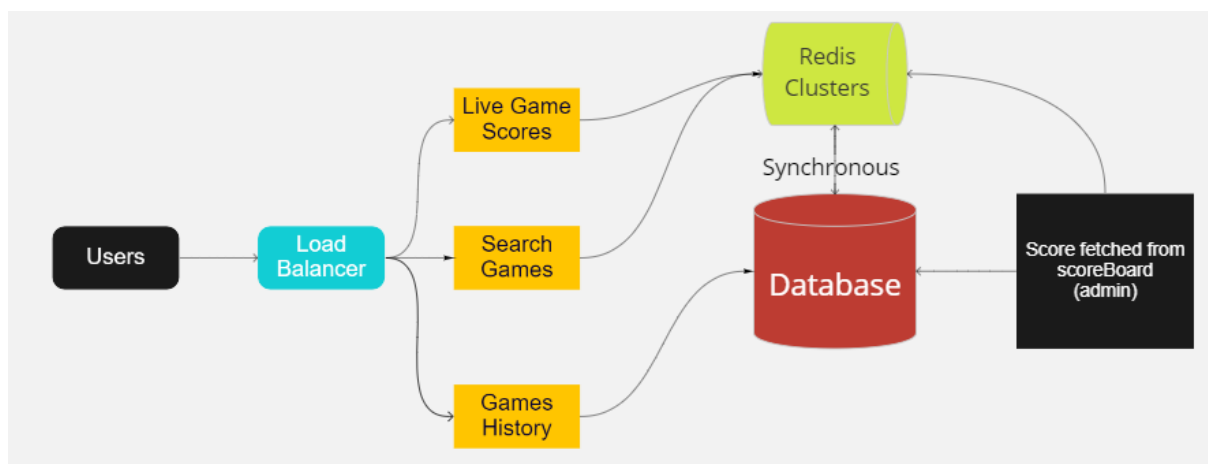 Users
Load
Balancer
Live Game
Scores
Search
Games
Games
History
Redis
Clusters
Synchronous
Database
Score fetched from
scoreBoard
(admin)